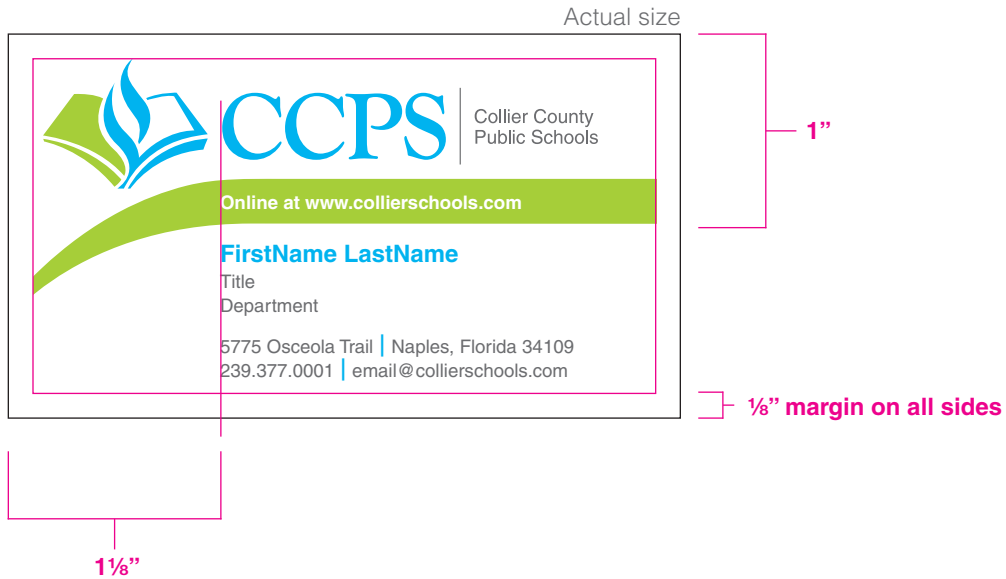 Actual size
CCPS
Collier County
Public Schools
1”
Online at www.collierschools.com
FirstName LastName
Title
Department
5775 Osceola Trail | Naples, Florida 34109
239.377.0001 | email@collierschools.com
⅛” margin on all sides
1⅛”